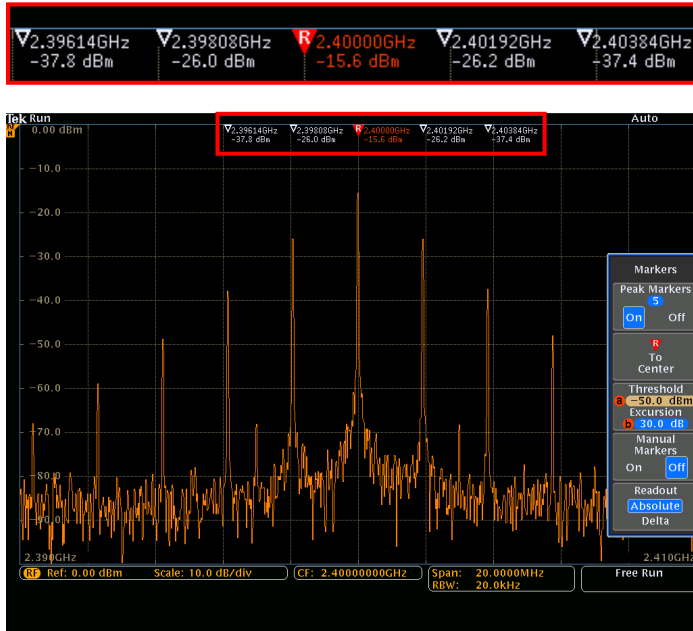 2.39614GHz 2.39808GHz R 2.40000GHz 2.40192GHz 2.40384GHz
-37.8 dBm -26.0 dBm -15.6 dBm -26.2 dBm -37.4 dBm
Tek Run Auto
0.00 dBm
2.39614GHz 2.39808GHz R 2.40000GHz 2.40192GHz 2.40384GHz
-37.8 dBm -26.0 dBm -15.6 dBm -26.2 dBm -37.4 dBm
-10.0
-20.0
-30.0
-40.0
-50.0
-60.0
-70.0
-80.0
-90.0
2.390GHz 2.410GHz
Markers
Peak Markers
5
On Off
R
To
Center
Threshold
a -50.0 dBm
Excursion
b 30.0 dB
Manual
Markers
On Off
Readout
Absolute
Delta
RF Ref: 0.00 dBm Scale: 10.0 dB/div CF: 2.40000000GHz Span: 20.0000MHz Free Run
RBW: 20.0kHz